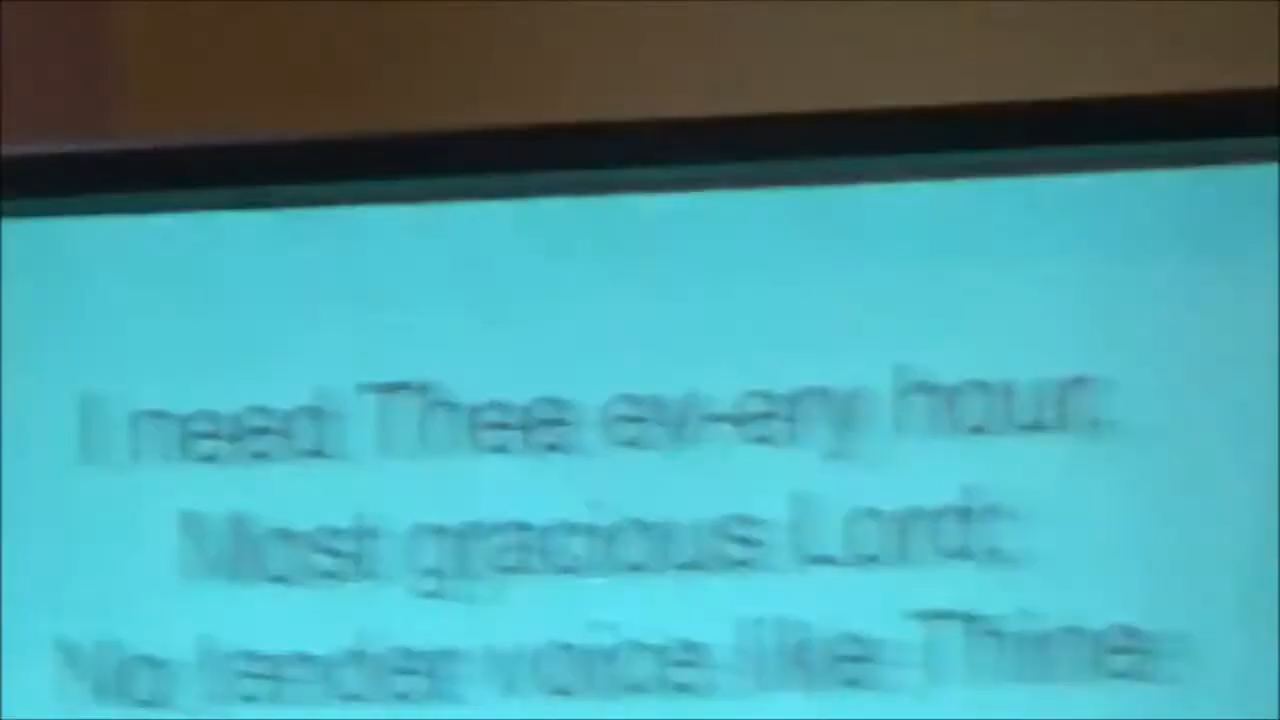 I need Thee ev-ery hour,
Most gracious Lord;
No tender voice like Thine